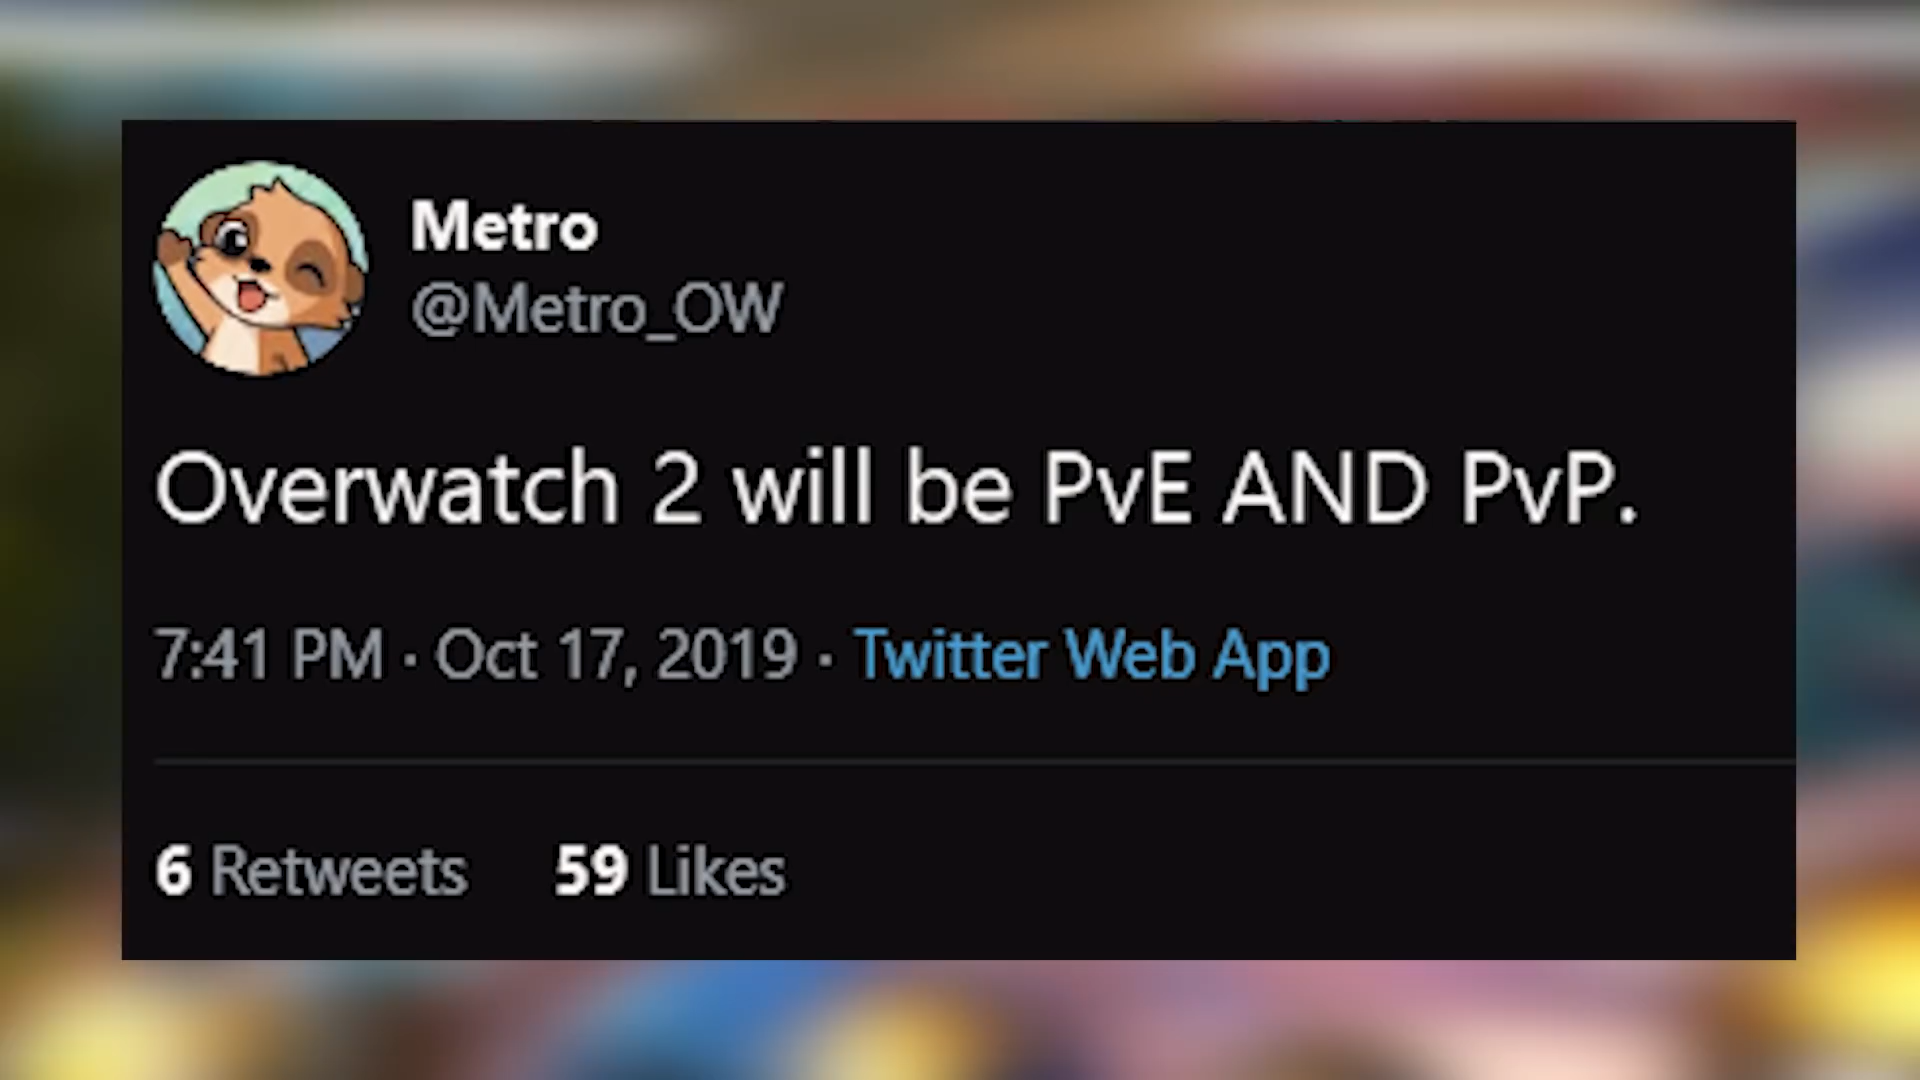 Metro
@Metro_OW
Overwatch 2 will be PvE AND PvP.
7:41 PM · Oct 17, 2019 · Twitter Web App
6 Retweets 59 Likes